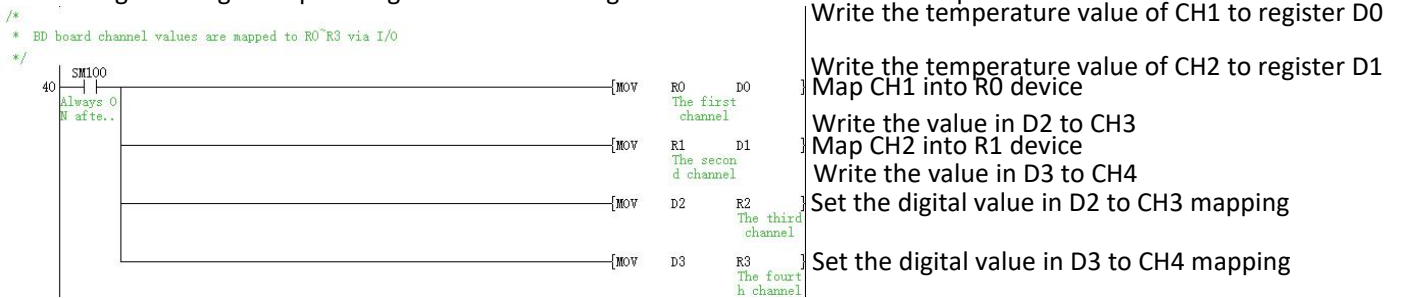 /*
* BD board channel values are mapped to R0~R3 via I/O
*/
Write the temperature value of CH1 to register D0
Write the temperature value of CH2 to register D1
40 SM100
Always O
N afte..
[MOV R0 D0 ]
The first
channel
Map CH1 into R0 device
Write the value in D2 to CH3
[MOV R1 D1 ]
The secon
d channel
Map CH2 into R1 device
Write the value in D3 to CH4
[MOV D2 R2 ]
The third
channel
Set the digital value in D2 to CH3 mapping
[MOV D3 R3 ]
The fourt
h channel
Set the digital value in D3 to CH4 mapping